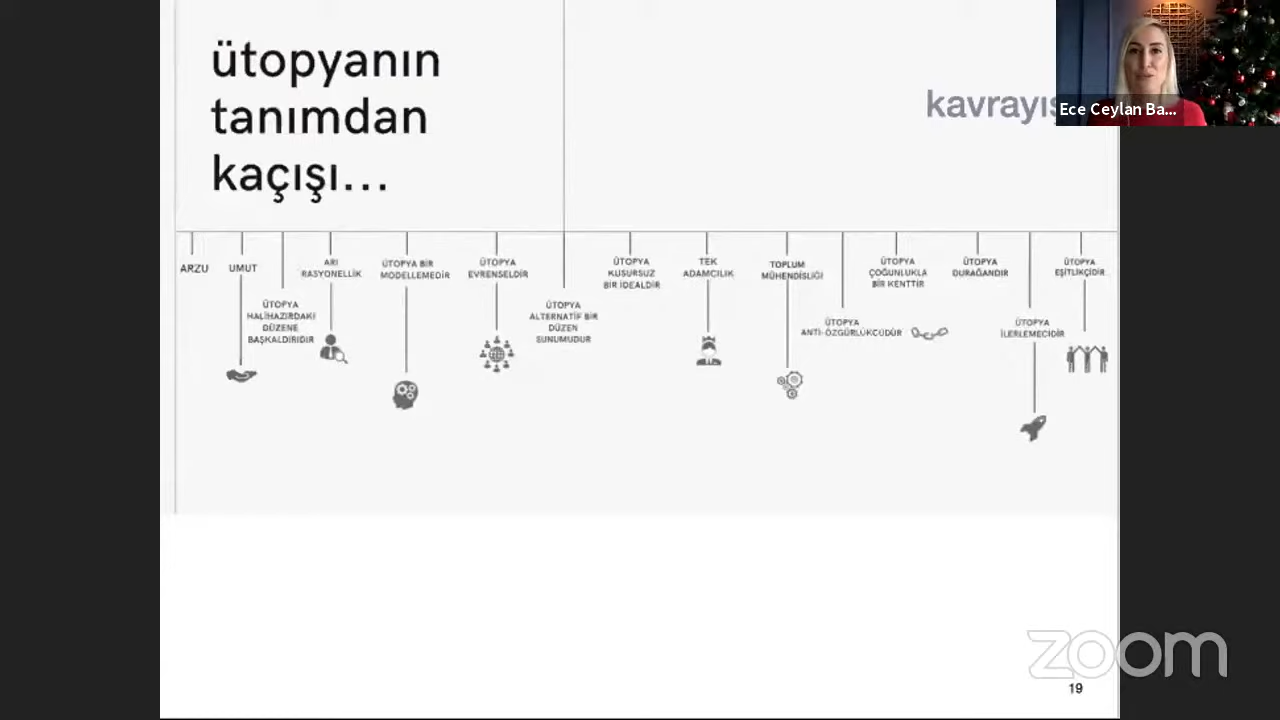 ütopyanın
tanımdan
kaçışı...
kavrayış
Ece Ceylan Ba...
ARZU
UMUT
ÜTOPYA
HALİHAZIRDAKİ
DÜZENE
BAŞKALDIRIDIR
ARI
RASYONELLİK
ÜTOPYA BİR
MODELLEMEDİR
ÜTOPYA
EVRENSELDİR
ÜTOPYA
ALTERNATİF BİR
DÜZEN
SUNUMUDUR
ÜTOPYA
KUSURSUZ
BİR İDEALDİR
TEK
ADAMCILIK
TOPLUM
MÜHENDİSLİĞİ
ÜTOPYA
ANTİ-ÖZGÜRLÜKCÜDÜR
ÜTOPYA
ÇOĞUNLUKLA
BİR KENTTİR
ÜTOPYA
DURAĞANDIR
ÜTOPYA
İLERLEMECİDİR
ÜTOPYA
EŞİTLİKÇİDİR
zoom
19